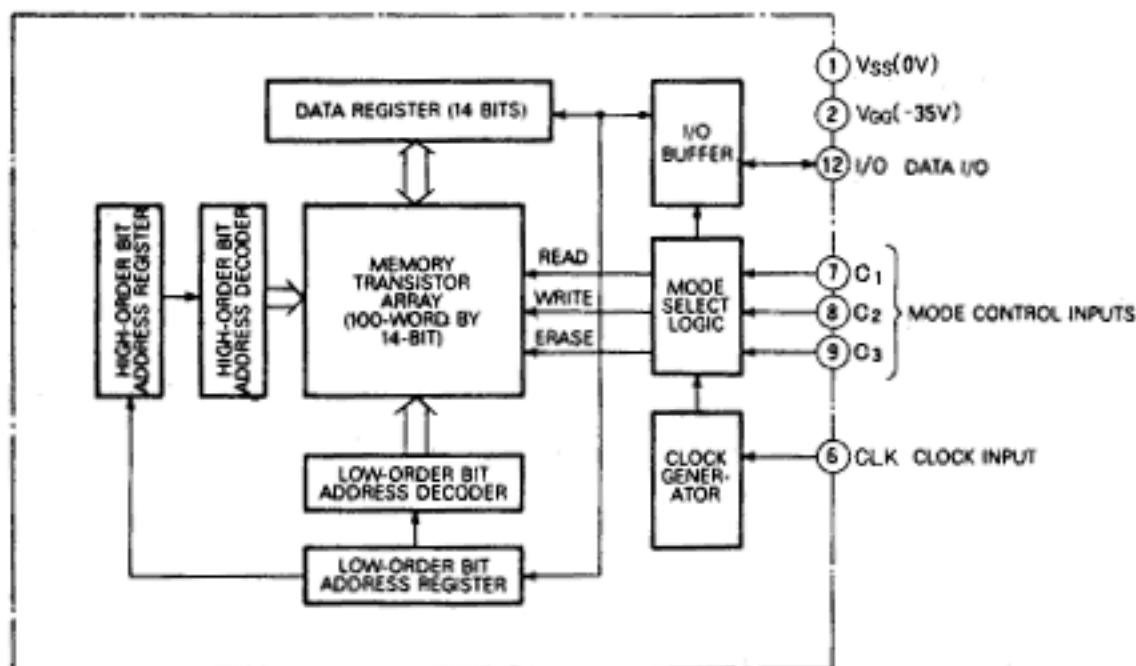 DATA REGISTER (14 BITS)
I/O
BUFFER
1 VSS(0V)
2 VGG(-35V)
12 I/O DATA I/O
HIGH-ORDER BIT
ADDRESS REGISTER
HIGH-ORDER BIT
ADDRESS DECODER
MEMORY
TRANSISTOR
ARRAY
(100-WORD BY
14-BIT)
READ
WRITE
ERASE
MODE
SELECT
LOGIC
7 C1
8 C2
9 C3
MODE CONTROL INPUTS
LOW-ORDER BIT
ADDRESS DECODER
CLOCK
GENER-
ATOR
6 CLK CLOCK INPUT
LOW-ORDER BIT
ADDRESS REGISTER